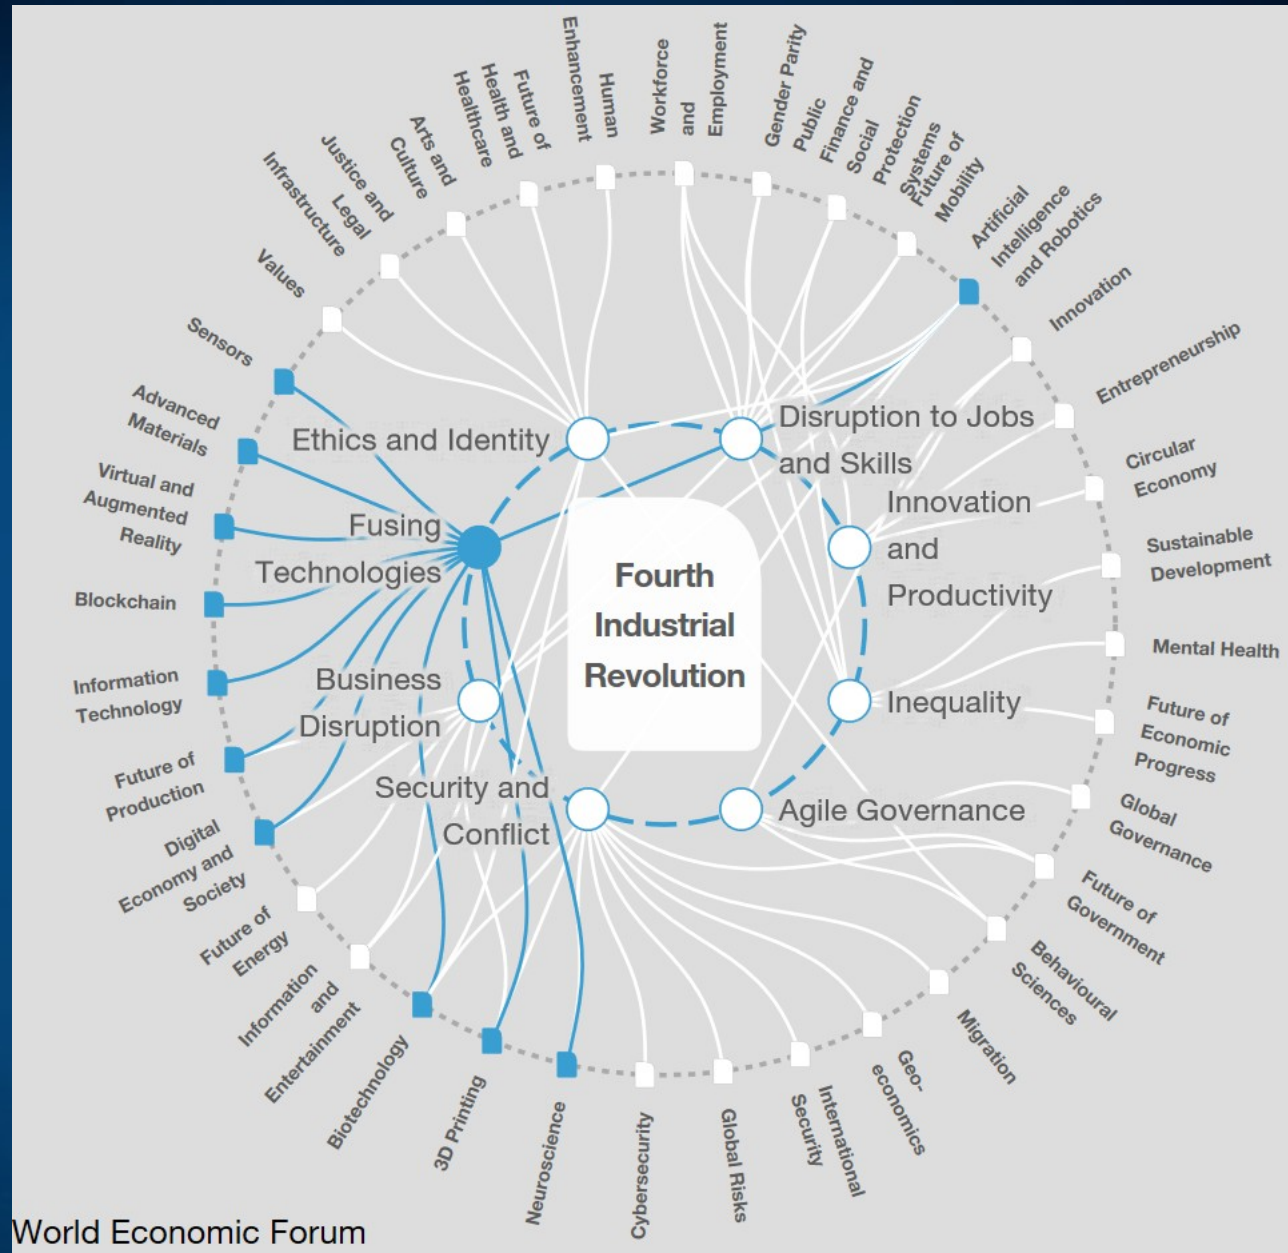 Human
Enhancement
Workforce
and
Employment
Gender Parity
Public
Finance and
Social
Protection
Systems
Future of
Mobility
Artificial
Intelligence
and Robotics
Innovation
Entrepreneurship
Circular
Economy
Sustainable
Development
Mental Health
Future of
Economic
Progress
Global
Governance
Future of
Government
Behavioural
Sciences
Migration
Geo-
economics
International
Security
Global Risks
Cybersecurity
Neuroscience
3D Printing
Biotechnology
Information
and
Entertainment
Future of
Energy
Digital
Economy and
Society
Future of
Production
Information
Technology
Blockchain
Virtual and
Augmented
Reality
Advanced
Materials
Sensors
Values
Justice and
Legal
Infrastructure
Arts and
Culture
Future of
Health and
Healthcare
Ethics and Identity
Disruption to Jobs
and Skills
Innovation
and
Productivity
Inequality
Agile Governance
Security and
Conflict
Business
Disruption
Fusing
Technologies
Fourth
Industrial
Revolution
World Economic Forum